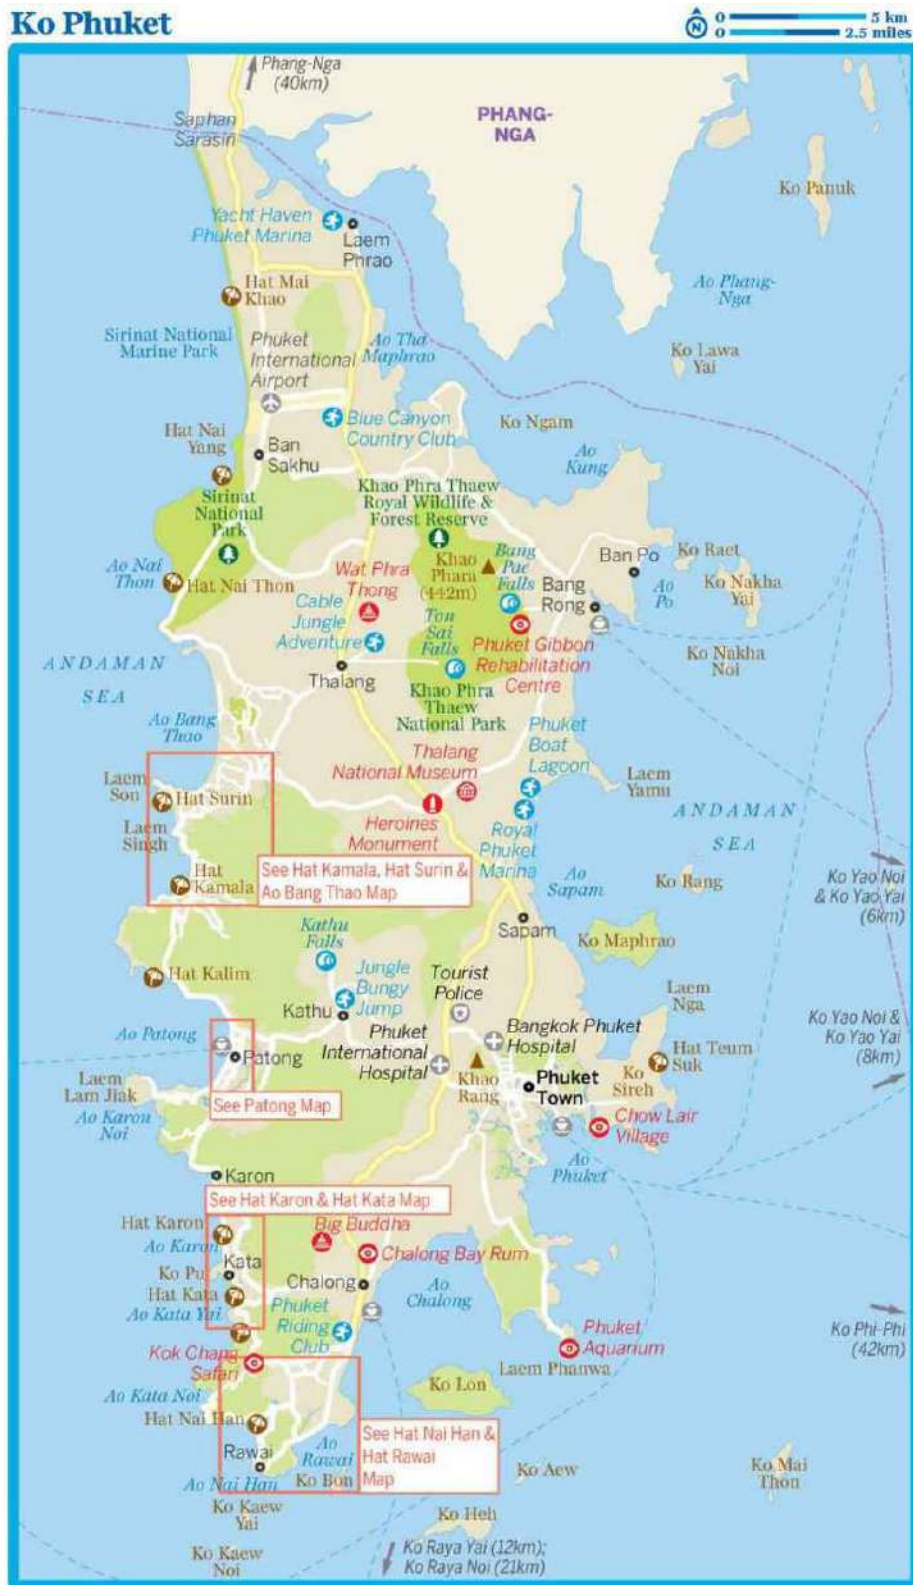 Ko Phuket
N
0
5 km
0
2.5 miles
Phang-Nga
(40km)
PHANG-
NGA
Saphan
Sarasin
Ko Panuk
Yacht Haven
Phuket Marina
Laem
Phrao
Hat Mai
Khao
Ao Phang-
Nga
Sirinat National
Marine Park
Phuket
International
Airport
Ao Tha
Maphrao
Ko Lawa
Yai
Hat Nai
Yang
Blue Canyon
Country Club
Ko Ngam
Ban
Sakhu
Ao
Kung
Khao Phra Thaew
Royal Wildlife &
Forest Reserve
Sirinat
National
Park
Ao Nai
Thon
Hat Nai Thon
Wat Phra
Thong
Khao
Phara
(442m)
Bang
Pae
Falls
Ban Po
Ko Raet
Bang
Rong
Ao
Po
Ko Nakha
Yai
Cable
Jungle
Adventure
Ton
Sai
Falls
Phuket Gibbon
Rehabilitation
Centre
Ko Nakha
Noi
ANDAMAN
SEA
Thalang
Khao Phra
Thaew
National Park
Ao Bang
Thao
Phuket
Boat
Lagoon
Thalang
National Museum
Laem
Yamu
Laem
Son
Hat Surin
Laem
Singh
Heroines
Monument
Royal
Phuket
Marina
ANDAMAN
SEA
Hat
Kamala
See Hat Kamala, Hat Surin &
Ao Bang Thao Map
Ao
Sapam
Ko Rang
Ko Yao Noi
& Ko Yao Yai
(6km)
Kathu
Falls
Sapam
Ko Maphrao
Hat Kalim
Jungle
Bungy
Jump
Tourist
Police
Laem
Nga
Kathu
Ao Patong
Phuket
International
Hospital
Bangkok Phuket
Hospital
Ko Yao Noi &
Ko Yao Yai
(8km)
Patong
Hat Teum
Suk
Khao
Rang
Phuket
Town
Ko
Sireh
Laem
Lam Jiak
See Patong Map
Ao Karon
Noi
Chow Lair
Village
Ao
Phuket
Karon
See Hat Karon & Hat Kata Map
Hat Karon
Ao Karon
Big Buddha
Chalong Bay Rum
Kata
Ko Pu
Hat Kata
Ao Kata Yai
Chalong
Ao
Chalong
Phuket
Riding
Club
Ko Phi-Phi
(42km)
Kok Chang
Safari
Phuket
Aquarium
Laem Phanwa
Ao Kata Noi
Ko Lon
Hat Nai Han
See Hat Nai Han &
Hat Rawai
Map
Rawai
Ao
Rawai
Ao Nai Han
Ko Bon
Ko Aew
Ko Mai
Thon
Ko Kaew
Yai
Ko Heh
Ko Kaew
Noi
Ko Raya Yai (12km);
Ko Raya Noi (21km)